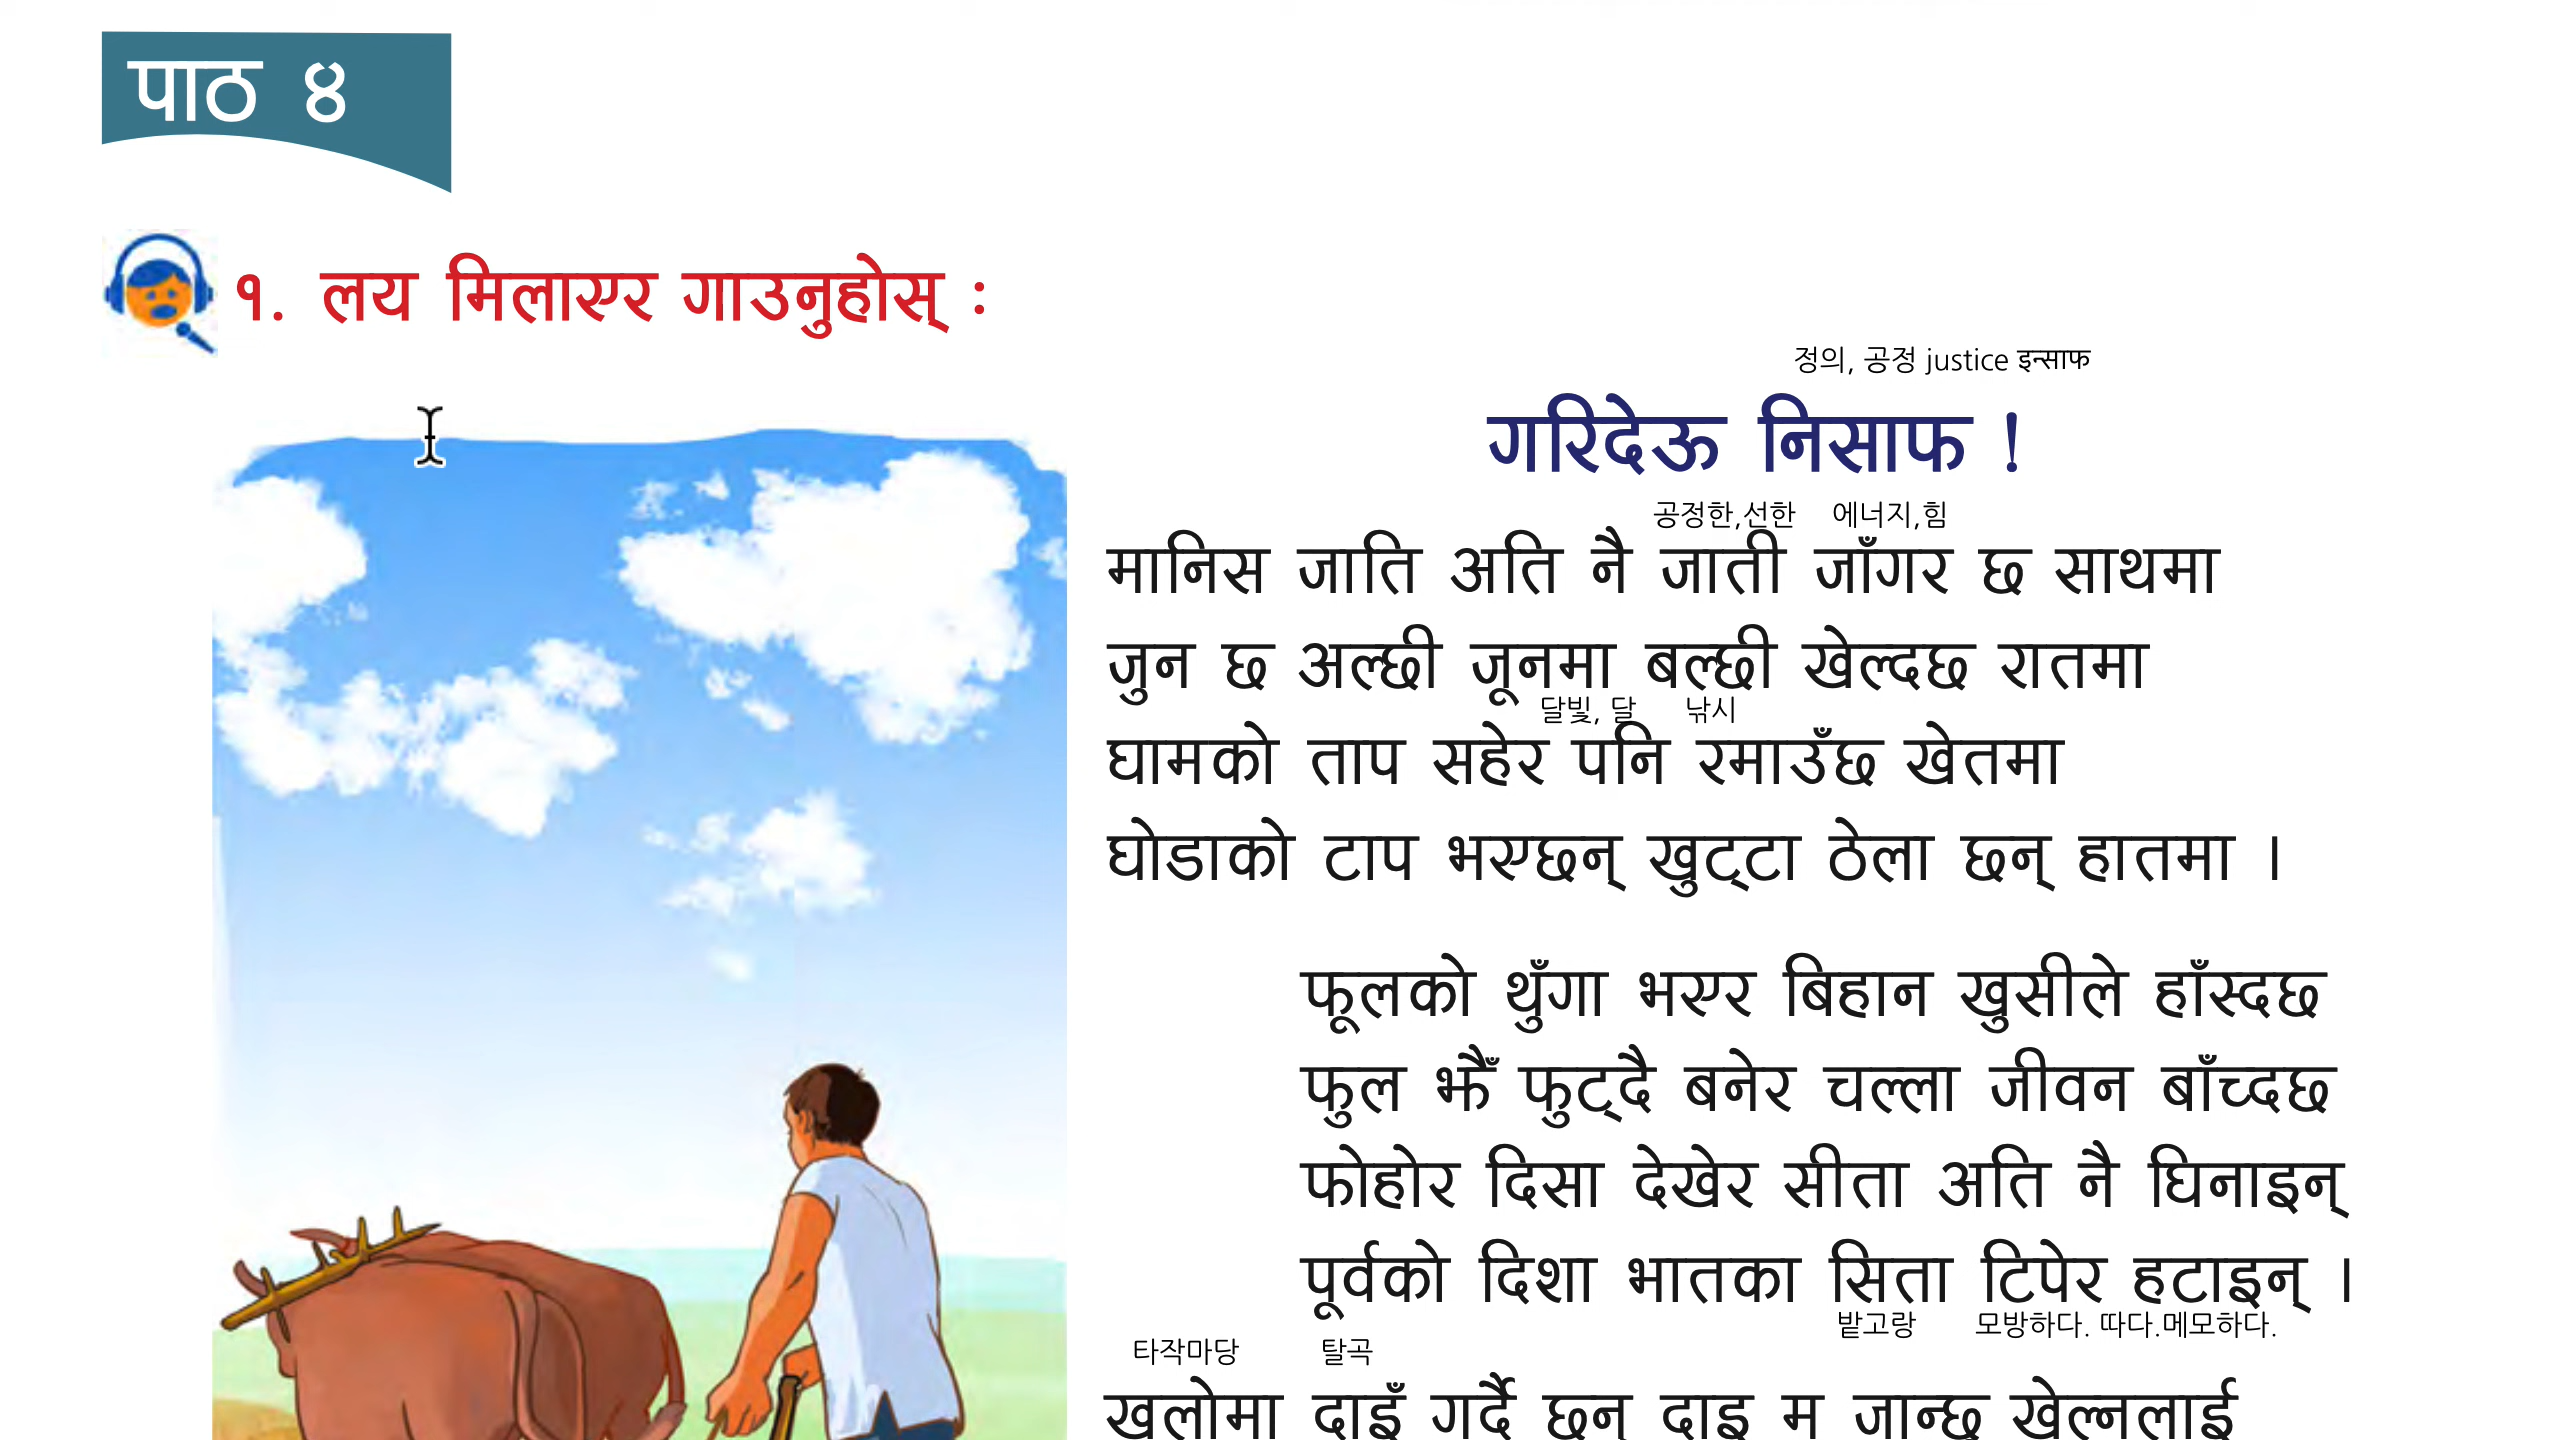 पाठ ४
१. लय मिलाएर गाउनुहोस् :
정의, 공정 justice इन्साफ
गरिदेऊ निसाफ !
공정한,선한 에너지,힘
मानिस जाति अति नै जाती जाँगर छ साथमा
जुन छ अल्छी जूनमा बल्छी खेल्दछ रातमा
달빛, 달 낚시
घामको ताप सहेर पनि रमाउँछ खेतमा
घोडाको टाप भएछन् खुट्टा ठेला छन् हातमा ।
फूलको थुँगा भएर बिहान खुसीले हाँस्दछ
फुल झैँ फुट्दै बनेर चल्ला जीवन बाँच्दछ
फोहोर दिसा देखेर सीता अति नै घिनाइन्
पूर्वको दिशा भातका सिता टिपेर हटाइन् ।
밭고랑 모방하다. 따다.메모하다.
타작마당 탈곡
खलोमा दाइँ गर्दै छन् दाइ म जान्छु खेल्नलाई